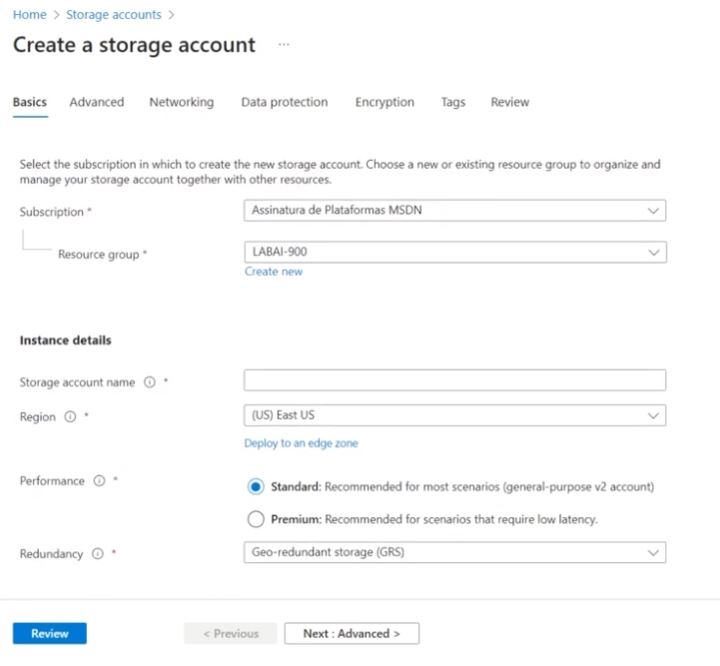 Home > Storage accounts >
Create a storage account ...
Basics Advanced Networking Data protection Encryption Tags Review
Select the subscription in which to create the new storage account. Choose a new or existing resource group to organize and
manage your storage account together with other resources.
Subscription * Assinatura de Plataformas MSDN
Resource group * LABAI-900
Create new
Instance details
Storage account name *
Region * (US) East US
Deploy to an edge zone
Performance * Standard: Recommended for most scenarios (general-purpose v2 account)
Premium: Recommended for scenarios that require low latency.
Redundancy * Geo-redundant storage (GRS)
Review < Previous Next : Advanced >